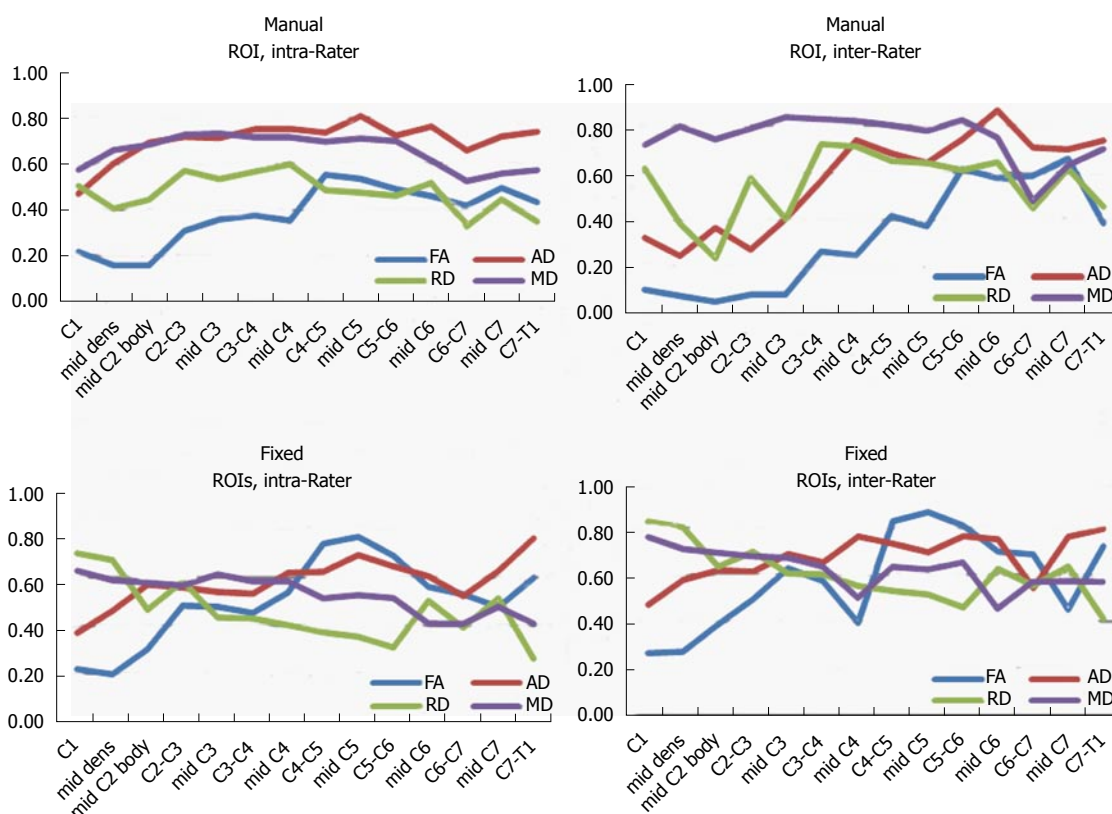 Manual
ROI, intra-Rater
1.00
0.80
0.60
0.40
0.20
0.00
FA AD
RD MD
C1
mid dens
mid C2 body
C2-C3
mid C3
C3-C4
mid C4
C4-C5
mid C5
C5-C6
mid C6
C6-C7
mid C7
C7-T1
Manual
ROI, inter-Rater
1.00
0.80
0.60
0.40
0.20
0.00
FA AD
RD MD
C1
mid dens
mid C2 body
C2-C3
mid C3
C3-C4
mid C4
C4-C5
mid C5
C5-C6
mid C6
C6-C7
mid C7
C7-T1
Fixed
ROIs, intra-Rater
1.00
0.80
0.60
0.40
0.20
0.00
FA AD
RD MD
C1
mid dens
mid C2 body
C2-C3
mid C3
C3-C4
mid C4
C4-C5
mid C5
C5-C6
mid C6
C6-C7
mid C7
C7-T1
Fixed
ROIs, inter-Rater
1.00
0.80
0.60
0.40
0.20
0.00
FA AD
RD MD
C1
mid dens
mid C2 body
C2-C3
mid C3
C3-C4
mid C4
C4-C5
mid C5
C5-C6
mid C6
C6-C7
mid C7
C7-T1